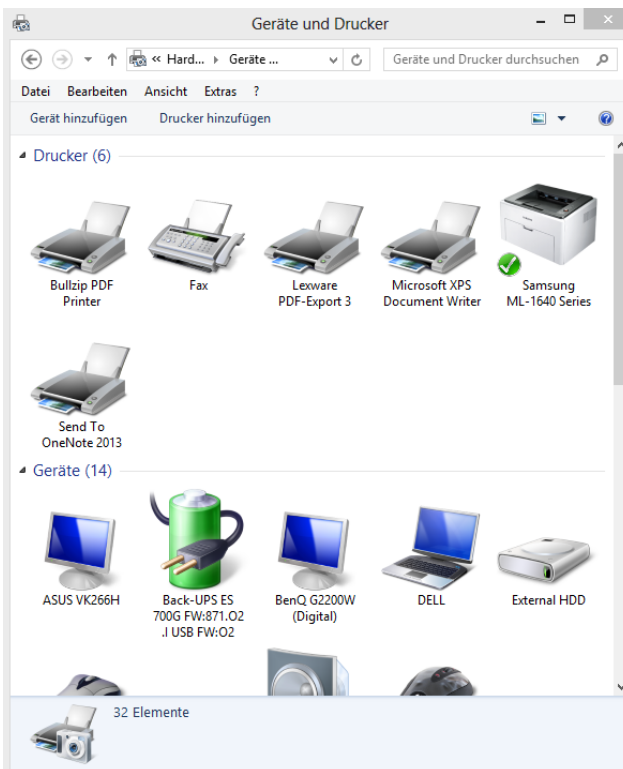 Geräte und Drucker
« Hard... Geräte ... Geräte und Drucker durchsuchen
Datei Bearbeiten Ansicht Extras ?
Gerät hinzufügen Drucker hinzufügen
Drucker (6)
Bullzip PDF
Printer
Fax
Lexware
PDF-Export 3
Microsoft XPS
Document Writer
Samsung
ML-1640 Series
Send To
OneNote 2013
Geräte (14)
ASUS VK266H
Back-UPS ES
700G FW:871.O2
.I USB FW:O2
BenQ G2200W
(Digital)
DELL
External HDD
32 Elemente